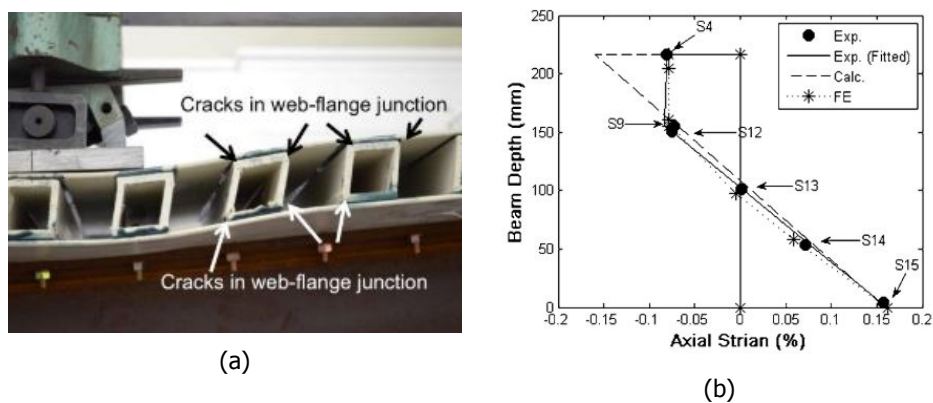 Cracks in web-flange junction
Cracks in web-flange junction
(a)
250
200
150
100
50
0
Beam Depth (mm)
-0.2 -0.15 -0.1 -0.05 0 0.05 0.1 0.15 0.2
Axial Strian (%)
S4
S9
S12
S13
S14
S15
Exp.
Exp. (Fitted)
Calc.
FE
(b)